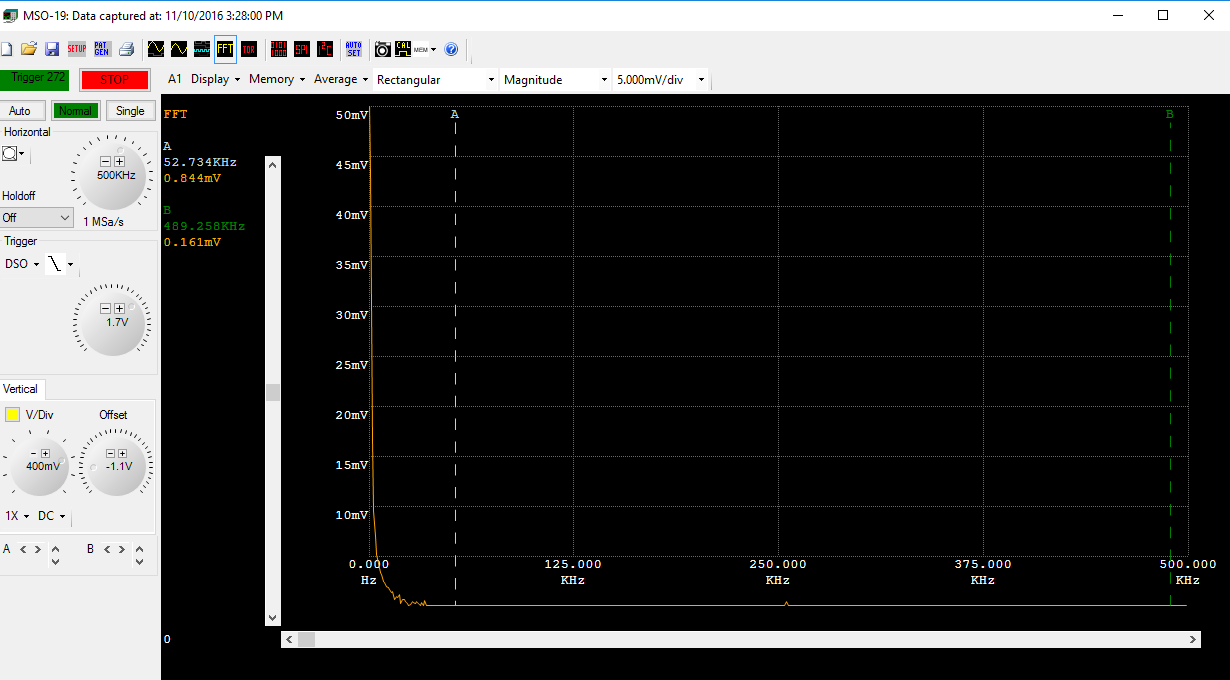 MSO-19: Data captured at: 11/10/2016 3:28:00 PM
SETUP PAT GEN FFT TOR SPI I²C AUTO SET CAL MEM
Trigger 272 STOP A1 Display Memory Average Rectangular Magnitude 5.000mV/div
Auto Normal Single
Horizontal
500KHz
Holdoff
Off
1 MSa/s
Trigger
DSO
1.7V
Vertical
V/Div Offset
400mV -1.1V
1X DC
A B
FFT
A
52.734KHz
0.844mV
B
489.258KHz
0.161mV
0
A B
50mV
45mV
40mV
35mV
30mV
25mV
20mV
15mV
10mV
0.000 125.000 250.000 375.000 500.000
Hz KHz KHz KHz KHz